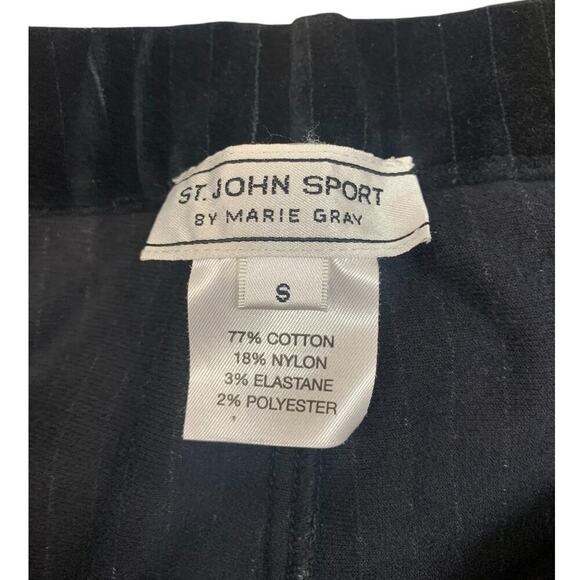 ST. JOHN SPORT
BY MARIE GRAY
S
77% COTTON
18% NYLON
3% ELASTANE
2% POLYESTER